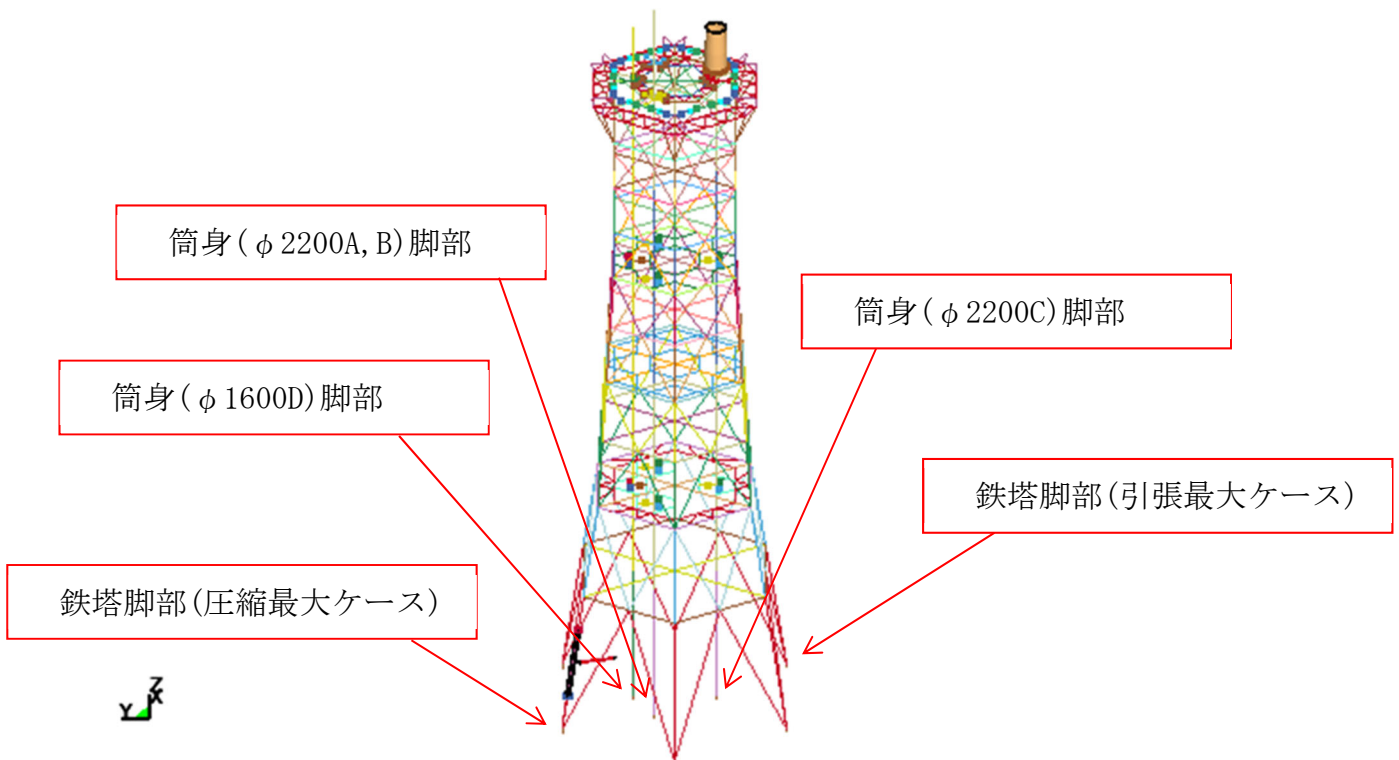 筒身(φ2200A,B)脚部
筒身(φ2200C)脚部
筒身(φ1600D)脚部
鉄塔脚部(引張最大ケース)
鉄塔脚部(圧縮最大ケース)
Z
Y X